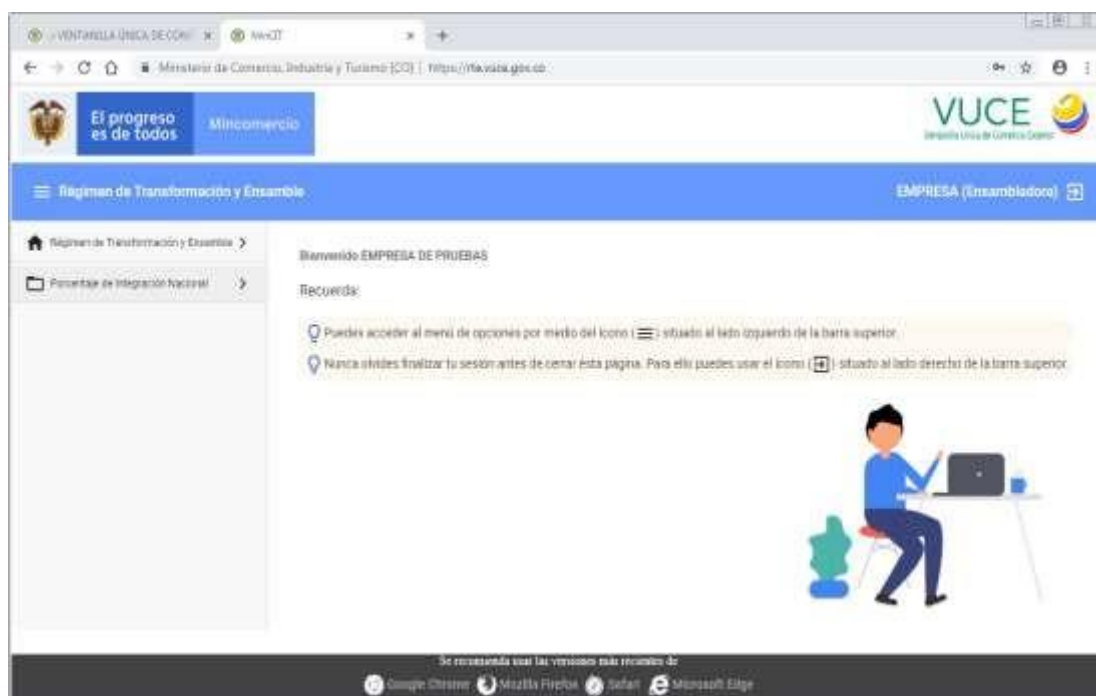 VENTANILLA ÚNICA DE COM
MinCIT
Ministerio de Comercio, Industria y Turismo [CO] | https://rte.vuce.gov.co
El progreso
es de todos
Mincomercio
VUCE
Ventanilla Única de Comercio Exterior
Régimen de Transformación y Ensamble
EMPRESA (Ensambladora)
Régimen de Transformación y Ensamble
Porcentaje de Integración Nacional
Bienvenido EMPRESA DE PRUEBAS
Recuerda:
Puedes acceder al menú de opciones por medio del icono ( ) situado al lado izquierdo de la barra superior.
Nunca olvides finalizar tu sesión antes de cerrar ésta página. Para ello puedes usar el icono ( ) situado al lado derecho de la barra superior.
Se recomienda usar las versiones más recientes de
Google Chrome Mozilla Firefox Safari Microsoft Edge